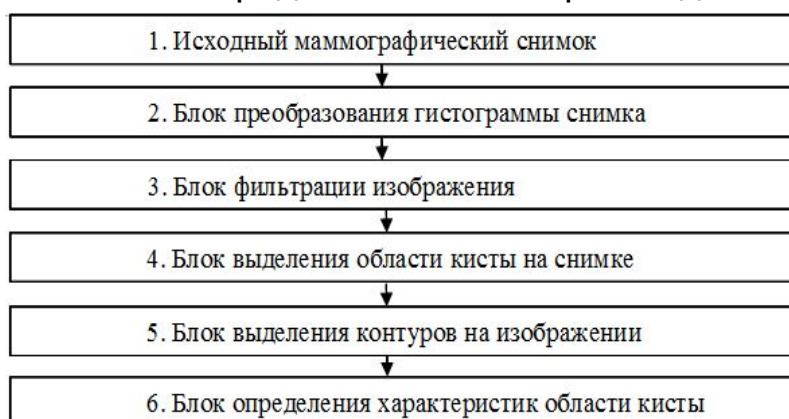 1. Исходный маммографический снимок
2. Блок преобразования гистограммы снимка
3. Блок фильтрации изображения
4. Блок выделения области кисты на снимке
5. Блок выделения контуров на изображении
6. Блок определения характеристик области кисты